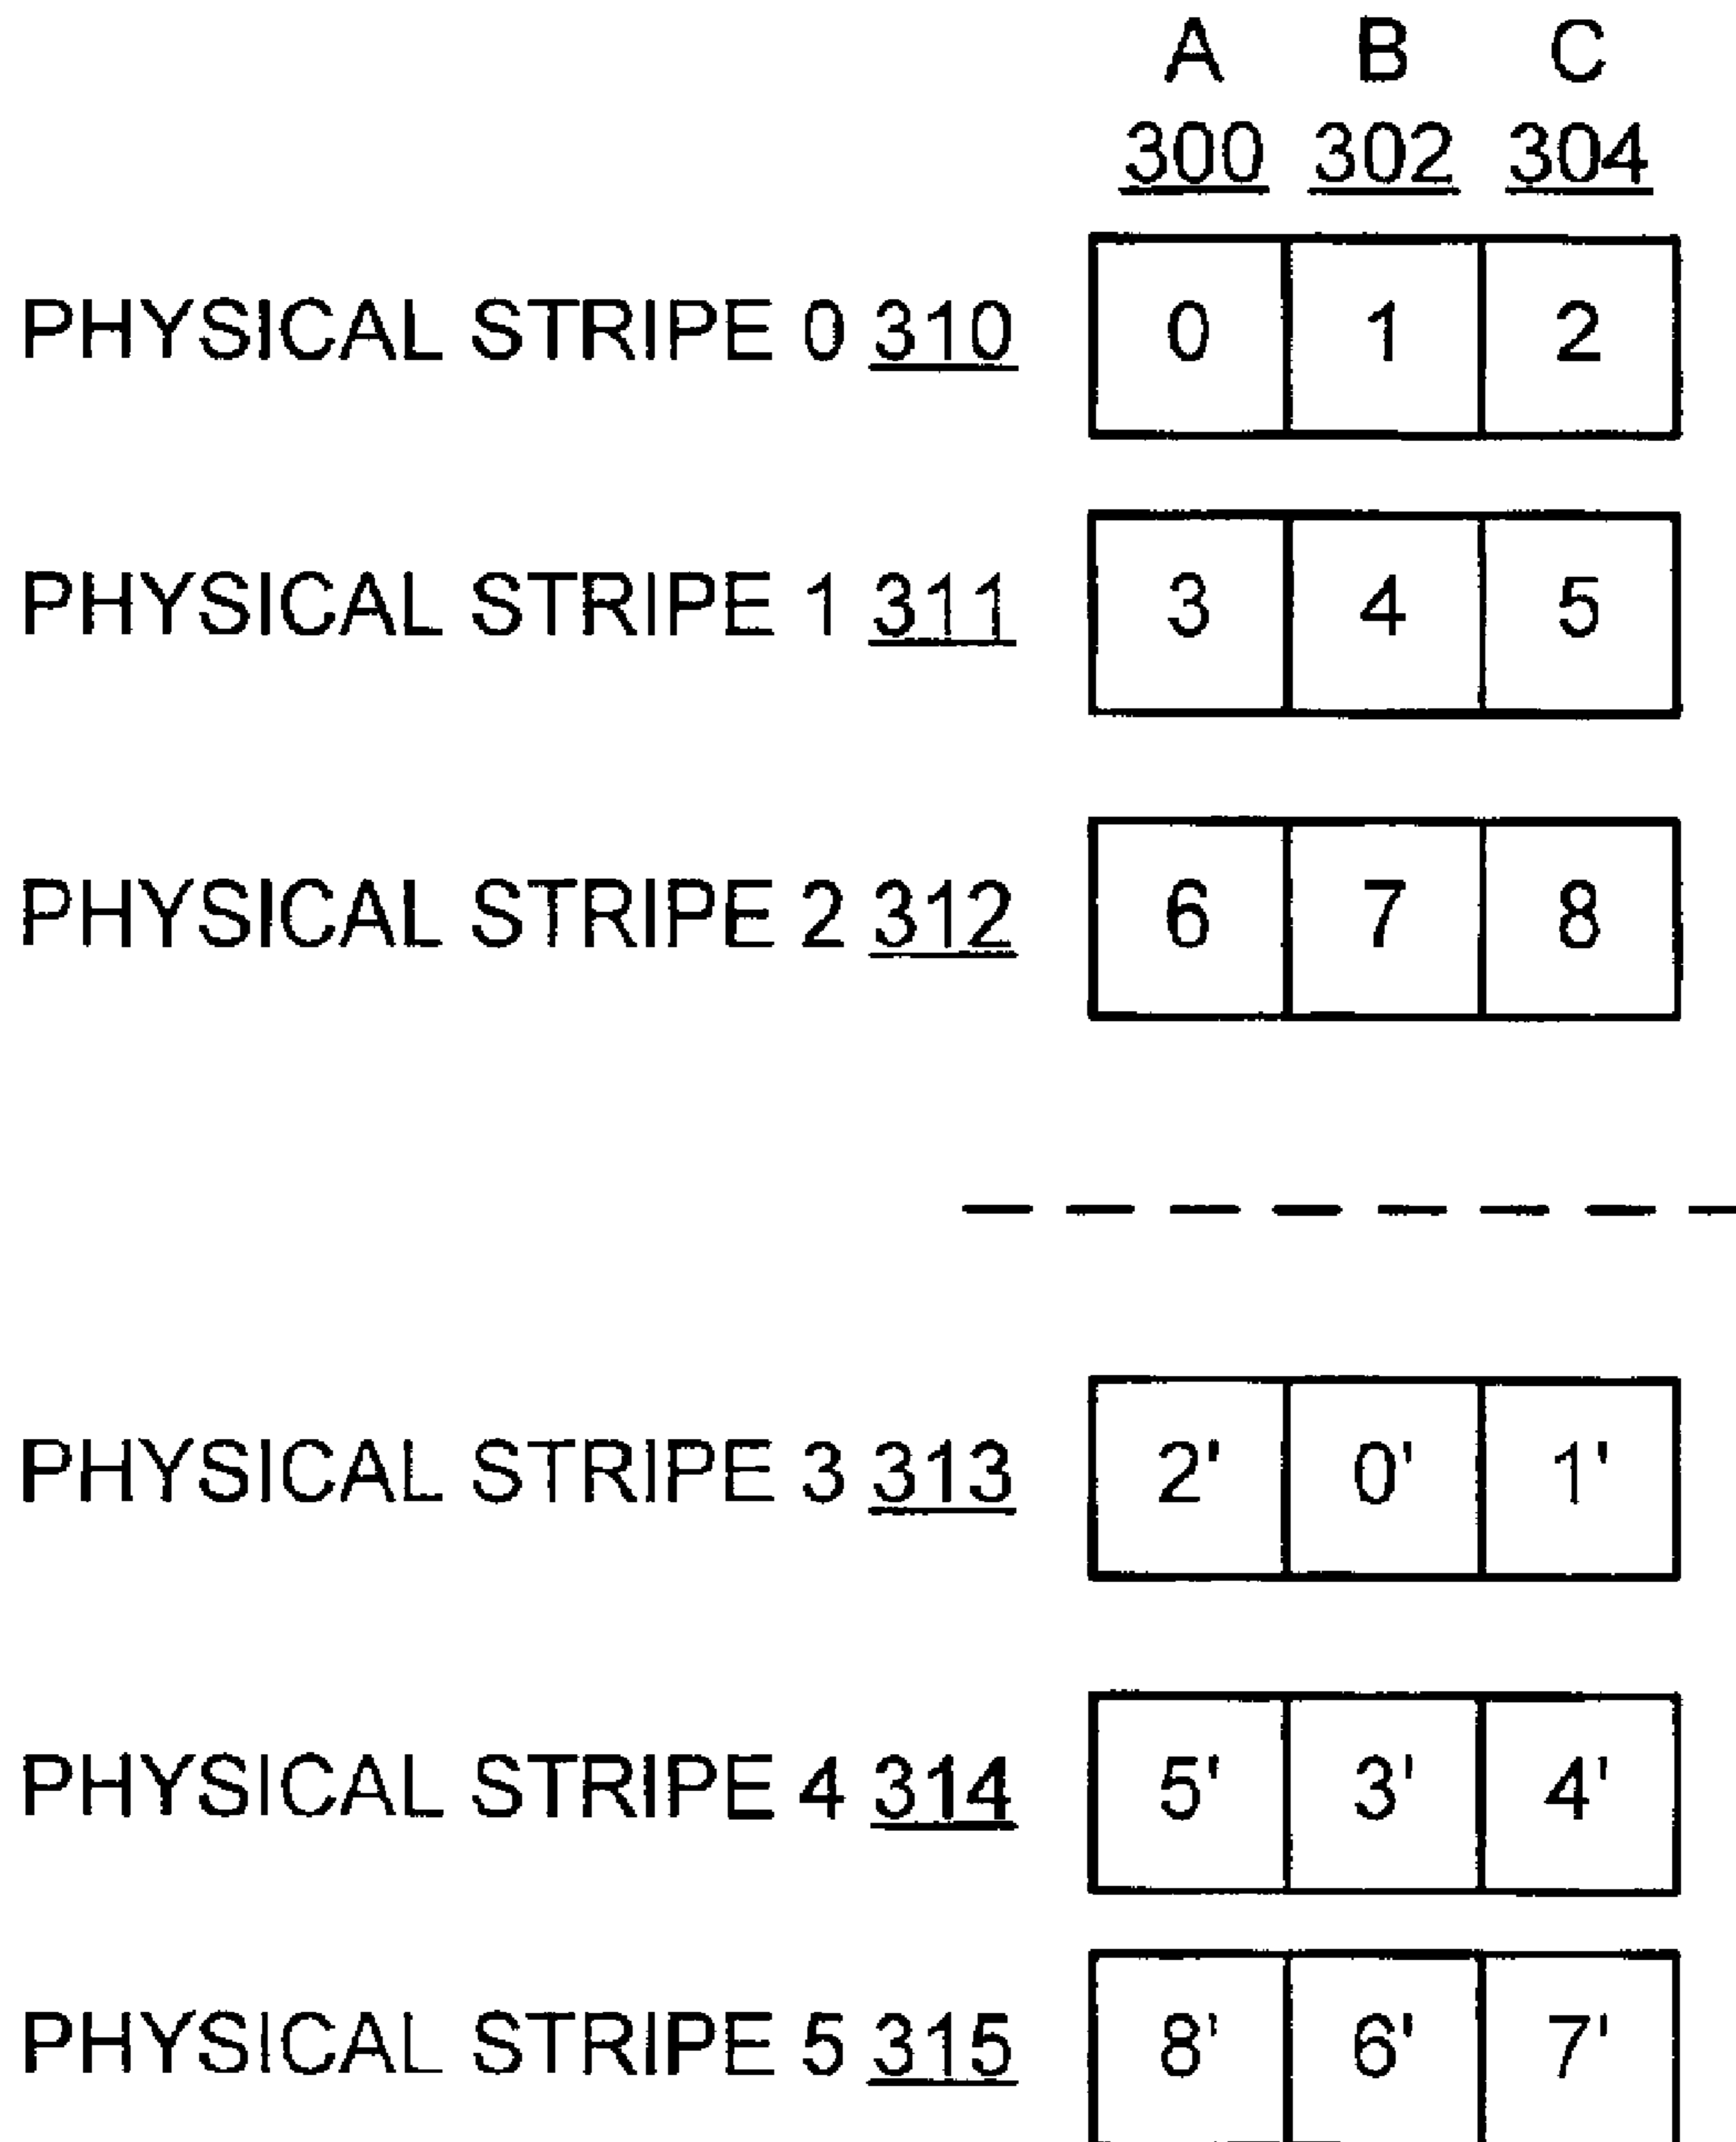 A B C
300 302 304
PHYSICAL STRIPE 0 310 0 1 2
PHYSICAL STRIPE 1 311 3 4 5
PHYSICAL STRIPE 2 312 6 7 8
PHYSICAL STRIPE 3 313 2' 0' 1'
PHYSICAL STRIPE 4 314 5' 3' 4'
PHYSICAL STRIPE 5 315 8' 6' 7'